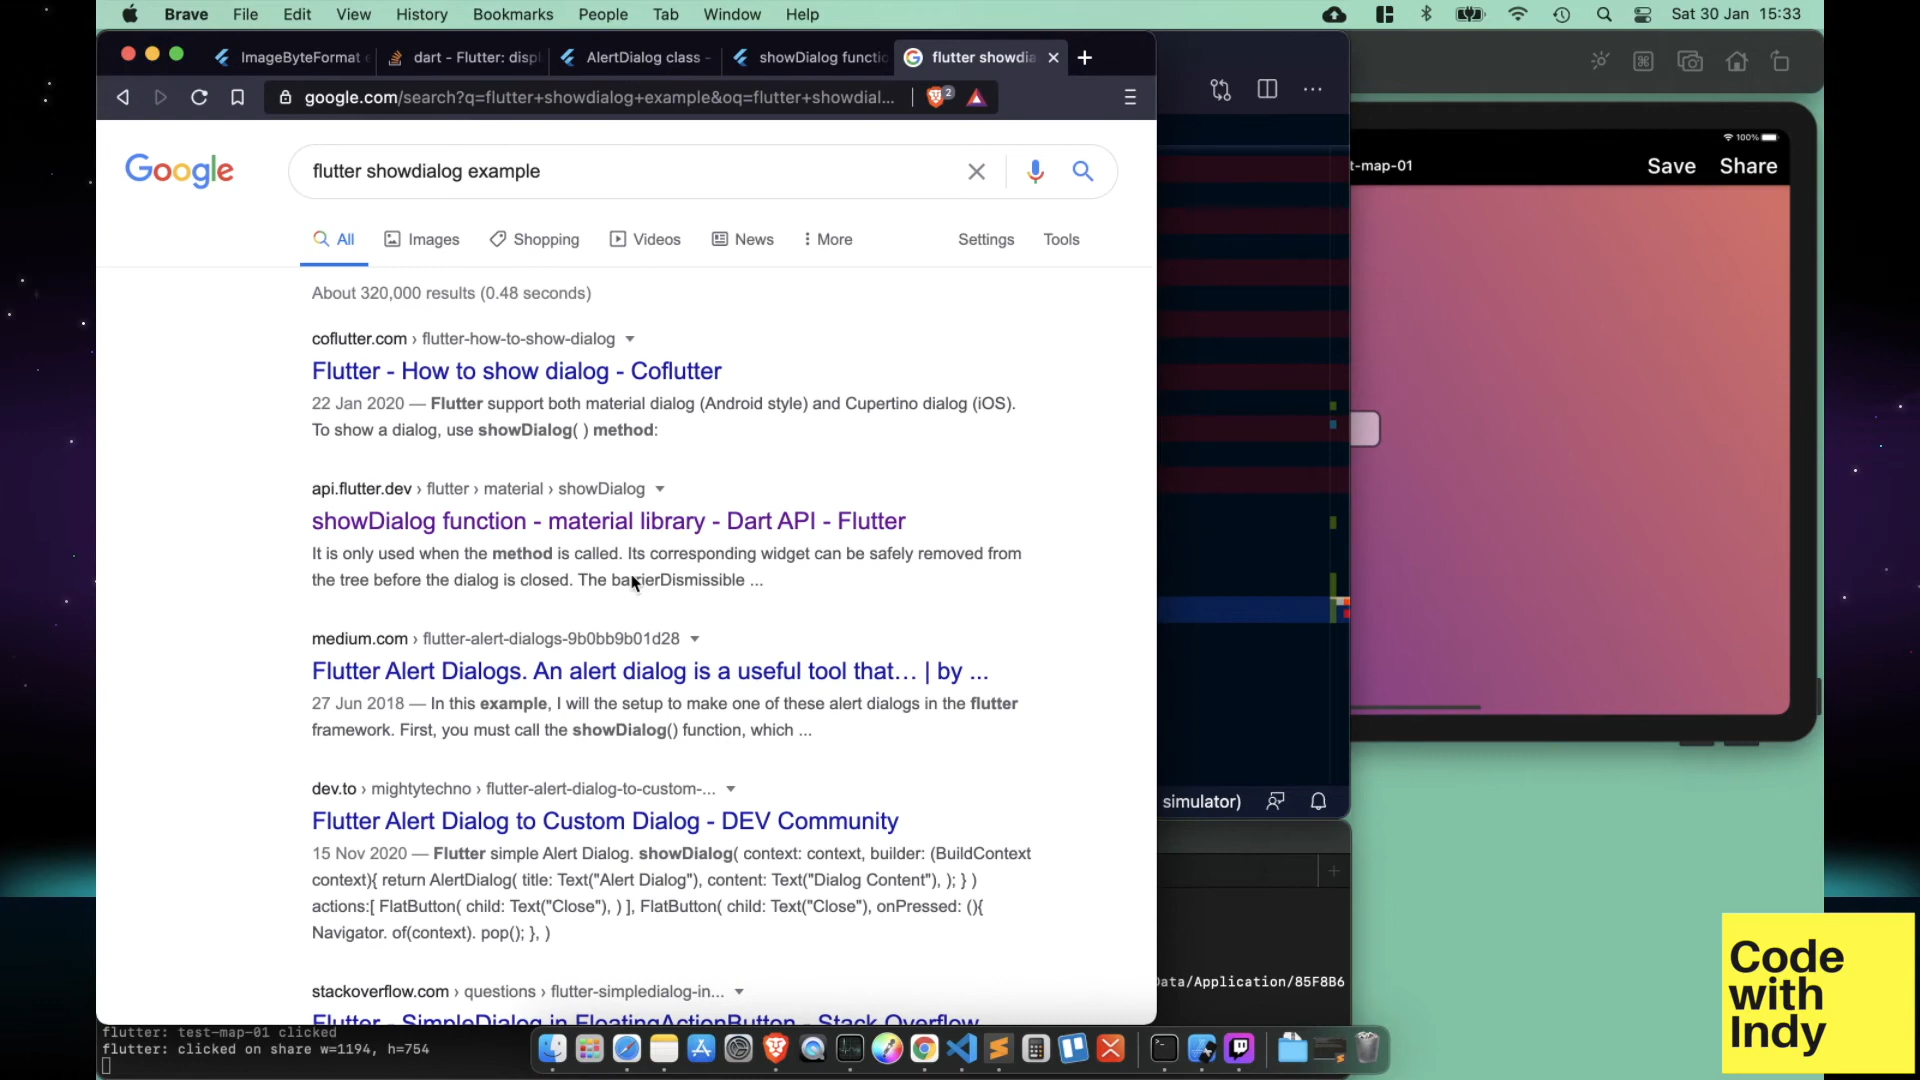 Brave File Edit View History Bookmarks People Tab Window Help Sat 30 Jan 15:33
ImageByteFormat e dart - Flutter: displ AlertDialog class - showDialog functio flutter showdia
google.com/search?q=flutter+showdialog+example&oq=flutter+showdial... 2
Google flutter showdialog example
All Images Shopping Videos News More Settings Tools
About 320,000 results (0.48 seconds)
coflutter.com › flutter-how-to-show-dialog
Flutter - How to show dialog - Coflutter
22 Jan 2020 — Flutter support both material dialog (Android style) and Cupertino dialog (iOS).
To show a dialog, use showDialog( ) method:
api.flutter.dev › flutter › material › showDialog
showDialog function - material library - Dart API - Flutter
It is only used when the method is called. Its corresponding widget can be safely removed from
the tree before the dialog is closed. The barrierDismissible ...
medium.com › flutter-alert-dialogs-9b0bb9b01d28
Flutter Alert Dialogs. An alert dialog is a useful tool that… | by ...
27 Jun 2018 — In this example, I will the setup to make one of these alert dialogs in the flutter
framework. First, you must call the showDialog() function, which ...
dev.to › mightytechno › flutter-alert-dialog-to-custom-...
Flutter Alert Dialog to Custom Dialog - DEV Community
15 Nov 2020 — Flutter simple Alert Dialog. showDialog( context: context, builder: (BuildContext
context){ return AlertDialog( title: Text("Alert Dialog"), content: Text("Dialog Content"), ); } )
actions:[ FlatButton( child: Text("Close"), ) ], FlatButton( child: Text("Close"), onPressed: (){
Navigator. of(context). pop(); }, )
stackoverflow.com › questions › flutter-simpledialog-in...
Flutter - SimpleDialog in FloatingActionButton - Stack Overflow
100%
t-map-01 Save Share
simulator)
Data/Application/85F8B6
flutter: test-map-01 clicked
flutter: clicked on share w=1194, h=754
Code
with
Indy